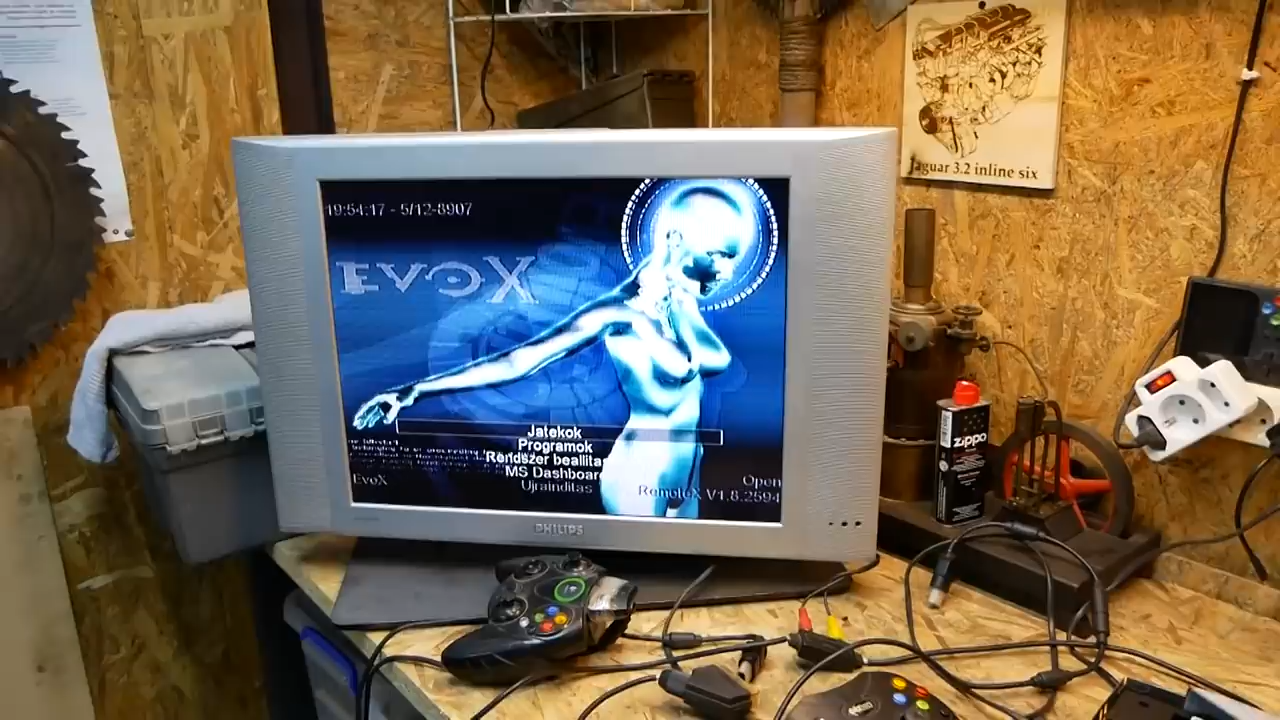 Jaguar 3.2 inline six
19:54:17 - 5/12-8907
EVOX
Jatekok
Programok
Rendszer beallita
MS Dashboard
Ujrainditas
EvoX
Open
RemoteX V1.8.2594
PHILIPS
zippo